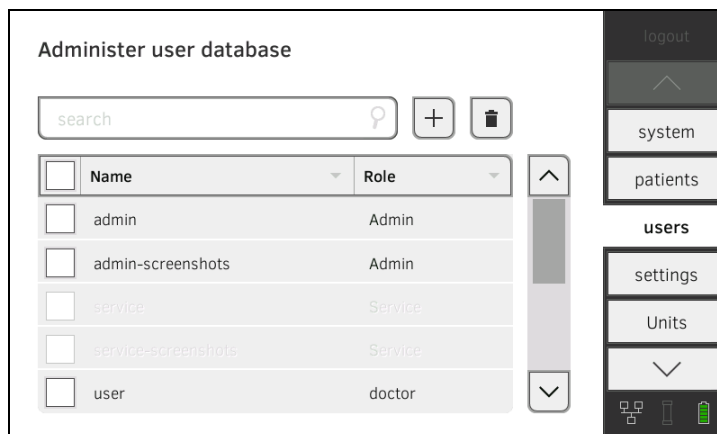 Administer user database
search
Name Role
admin Admin
admin-screenshots Admin
service Service
service-screenshots Service
user doctor
logout
system
patients
users
settings
Units